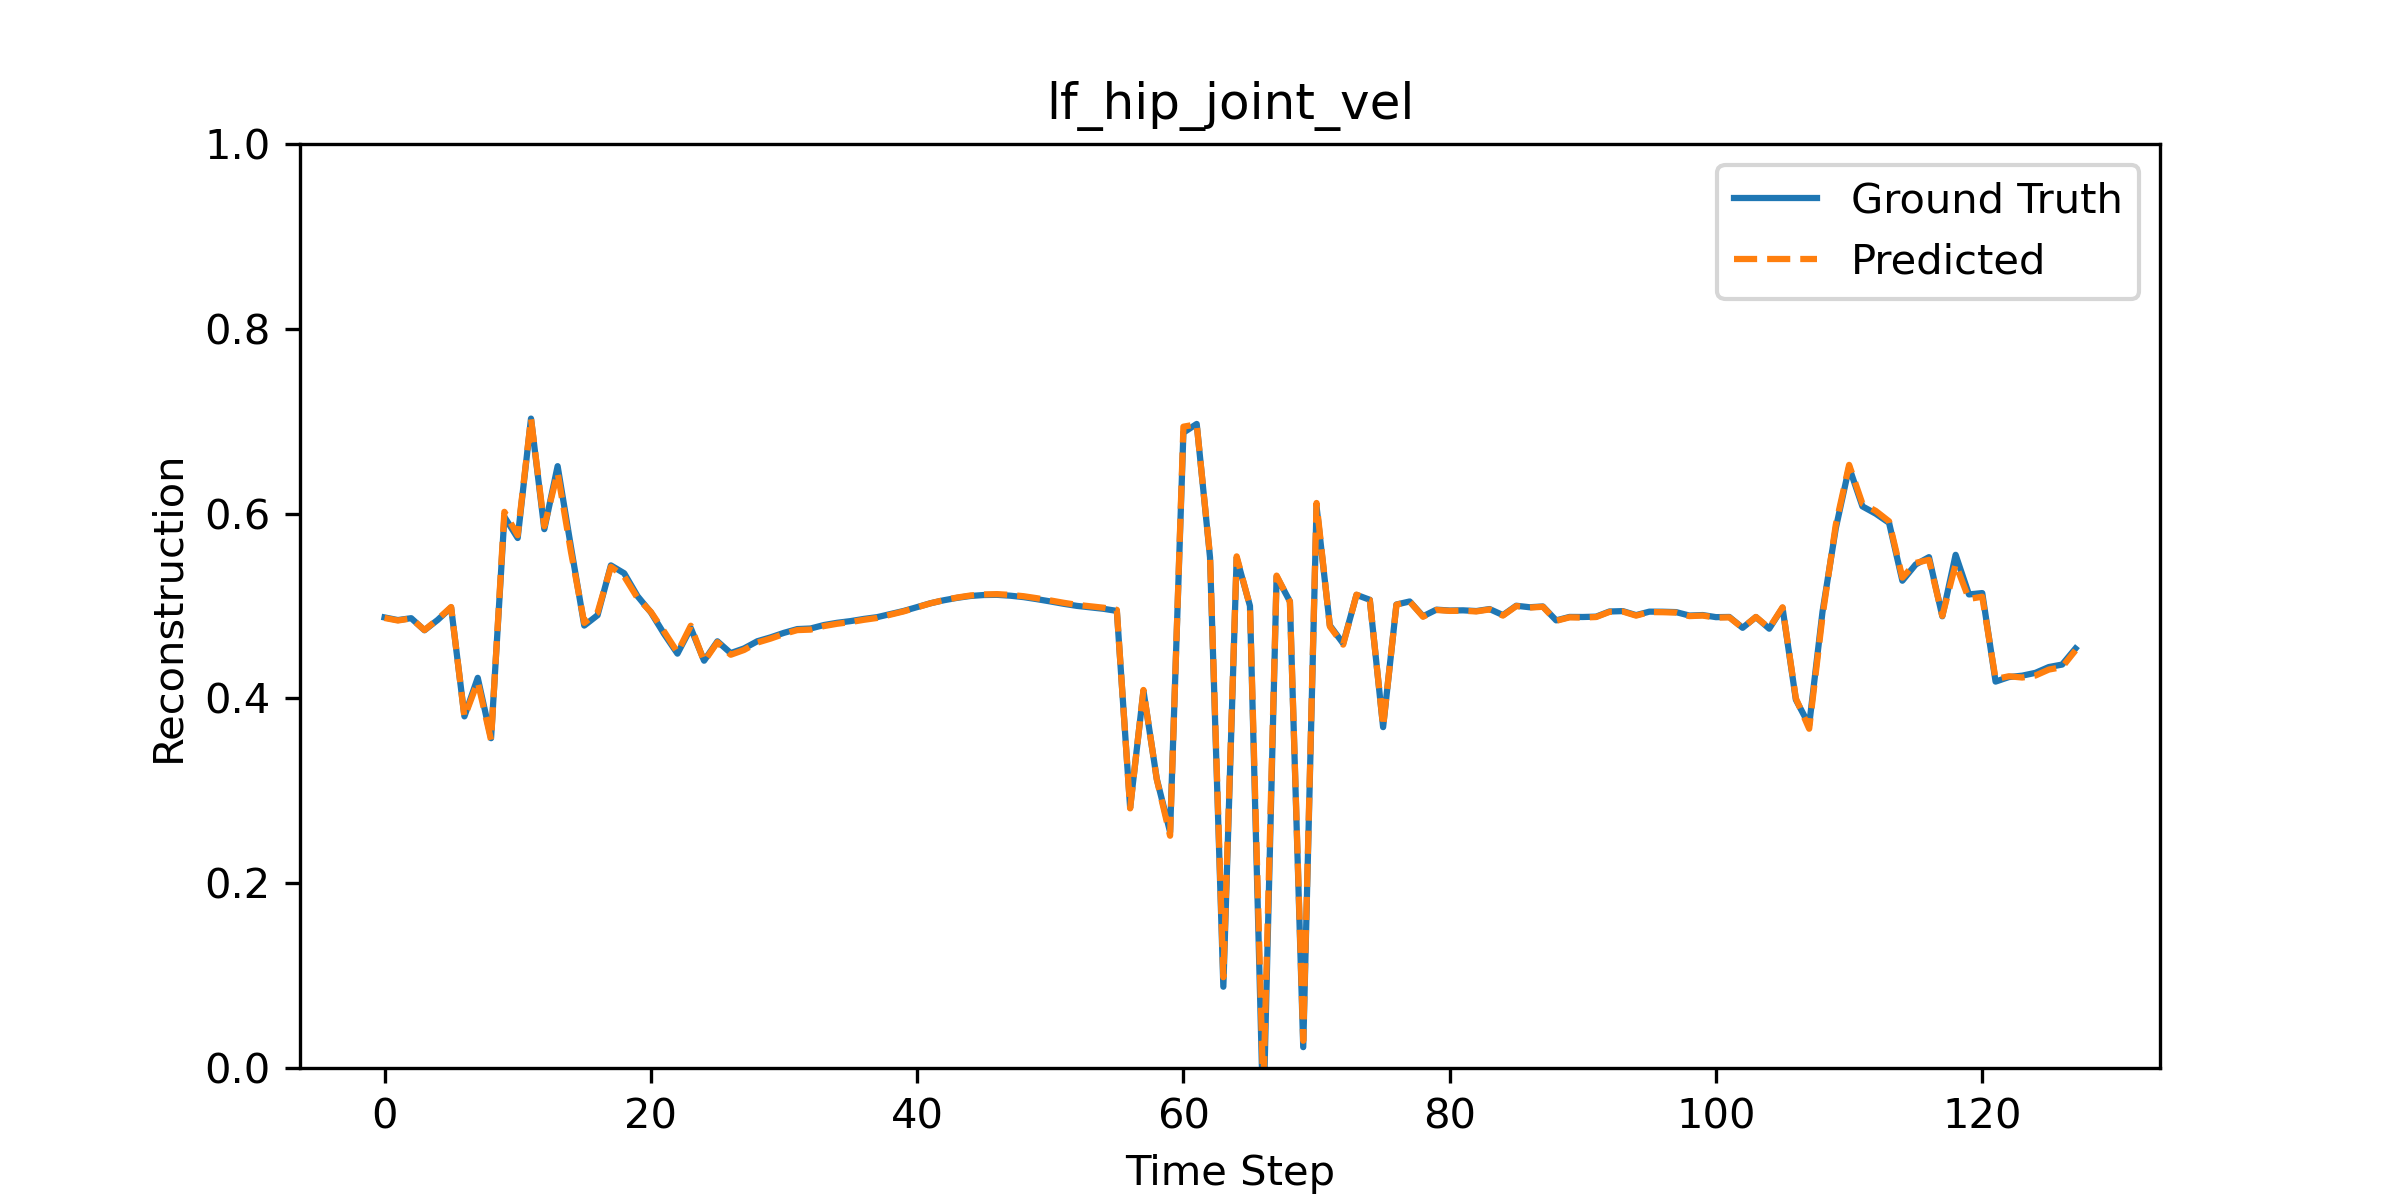 lf_hip_joint_vel
1.0
0.8
0.6
0.4
0.2
0.0
Reconstruction
Ground Truth
Predicted
0 20 40 60 80 100 120
Time Step